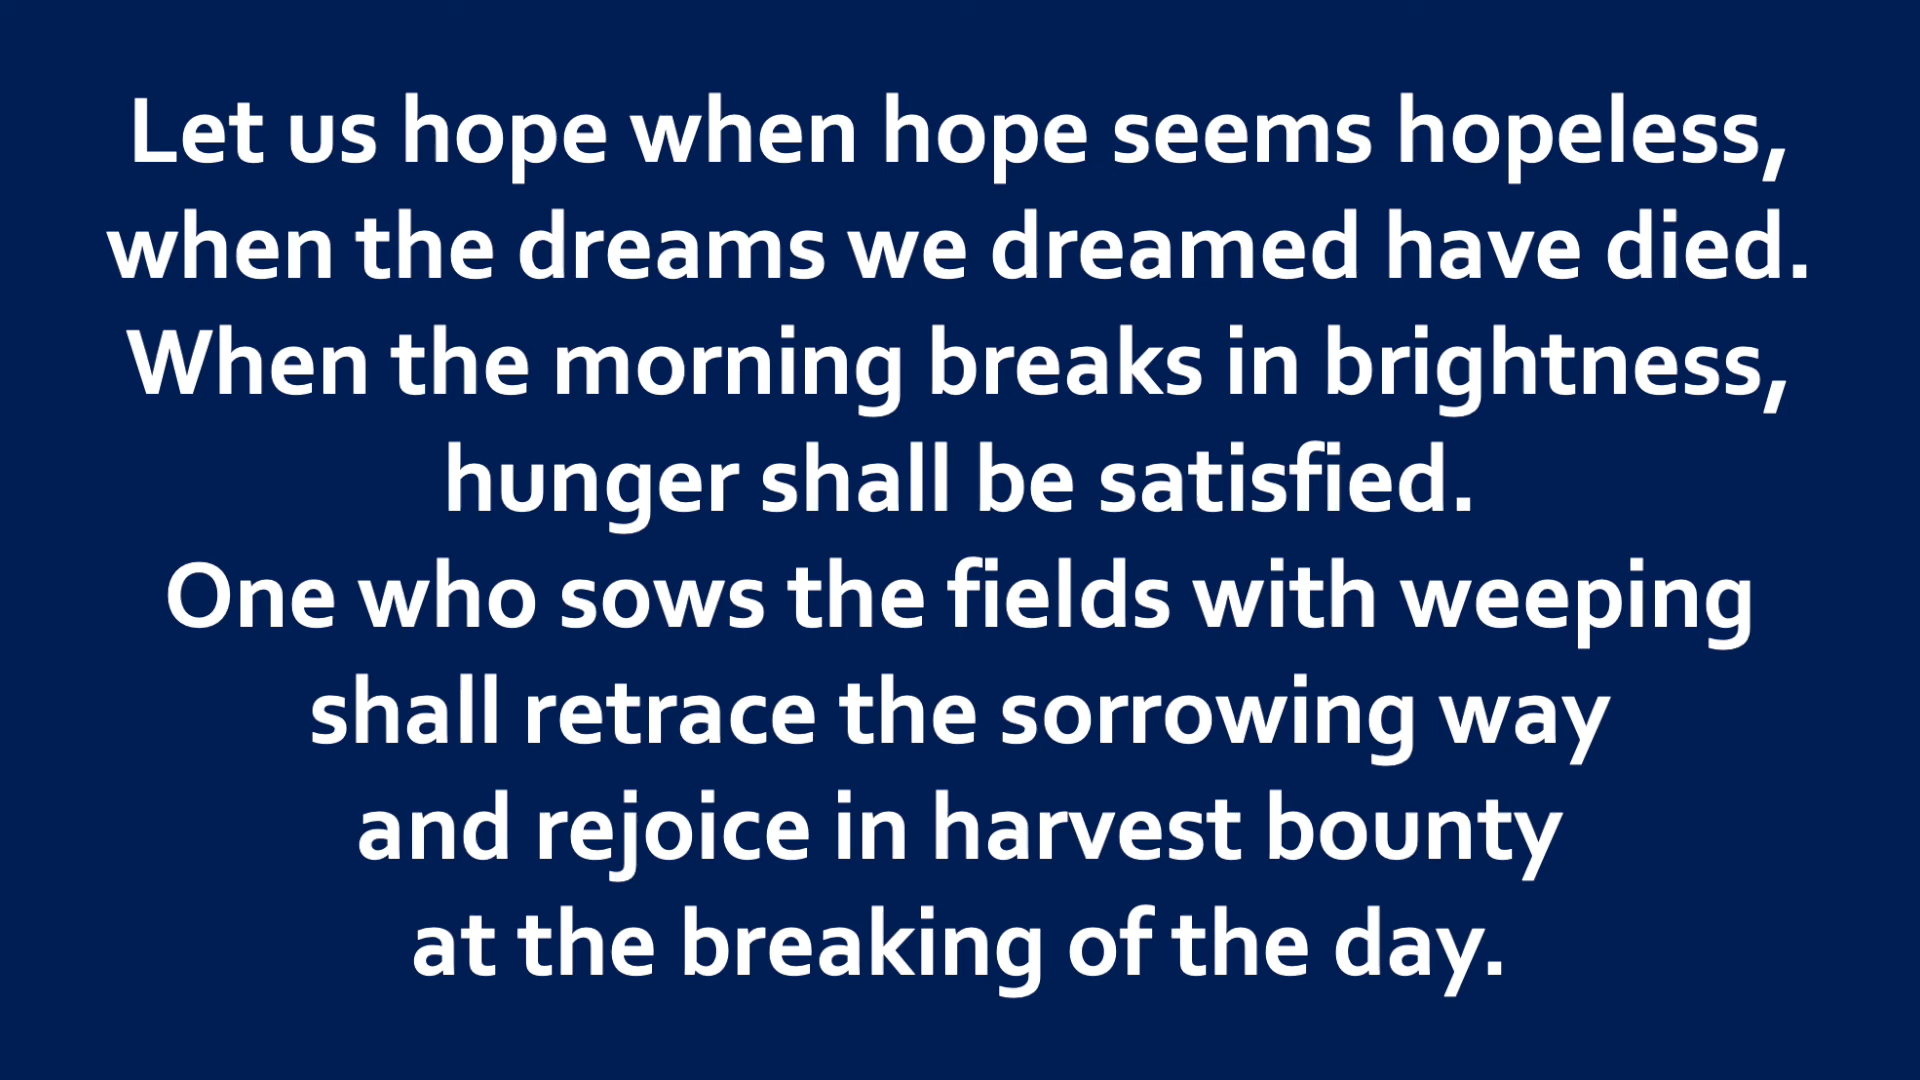 Let us hope when hope seems hopeless,
when the dreams we dreamed have died.
When the morning breaks in brightness,
hunger shall be satisfied.
One who sows the fields with weeping
shall retrace the sorrowing way
and rejoice in harvest bounty
at the breaking of the day.